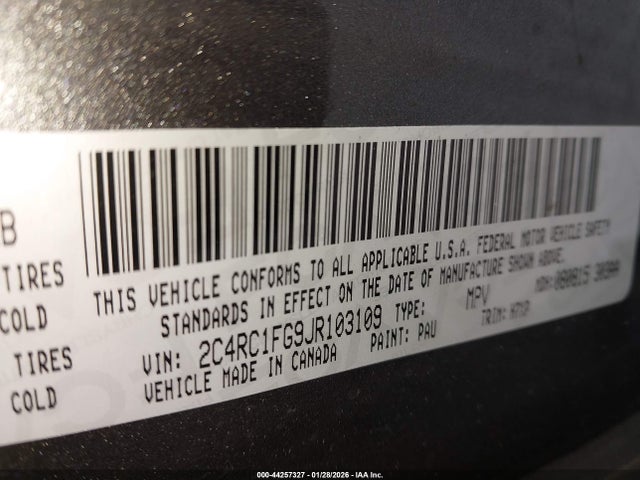 B
TIRES
COLD
TIRES
COLD
THIS VEHICLE CONFORMS TO ALL APPLICABLE U.S.A. FEDERAL MOTOR VEHICLE SAFETY
STANDARDS IN EFFECT ON THE DATE OF MANUFACTURE SHOWN ABOVE.
VIN: 2C4RC1FG9JR103109 TYPE: MPV MDH:
VEHICLE MADE IN CANADA PAINT: PAU TRIM:
000-44257327 | 01/28/2026 - IAA Inc.